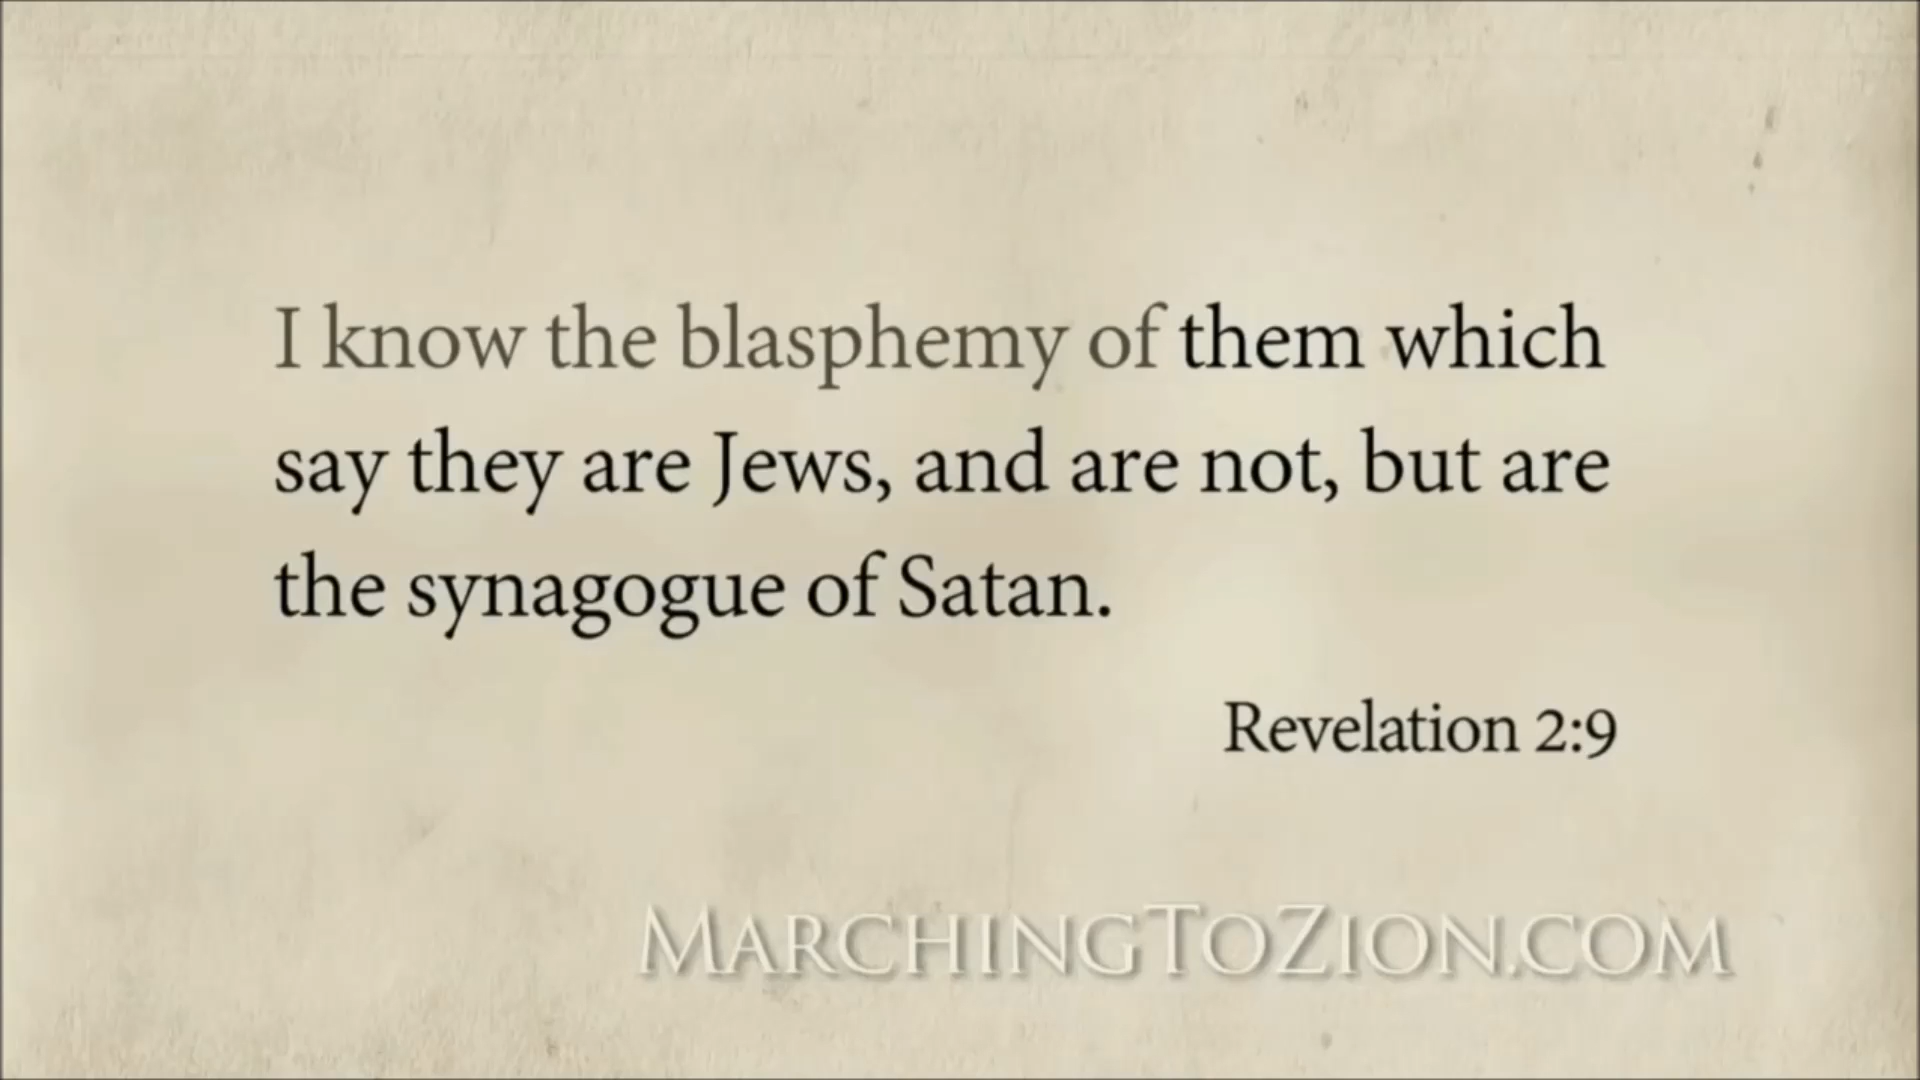 I know the blasphemy of them which
say they are Jews, and are not, but are
the synagogue of Satan.
Revelation 2:9
MARCHINGTOZION.COM